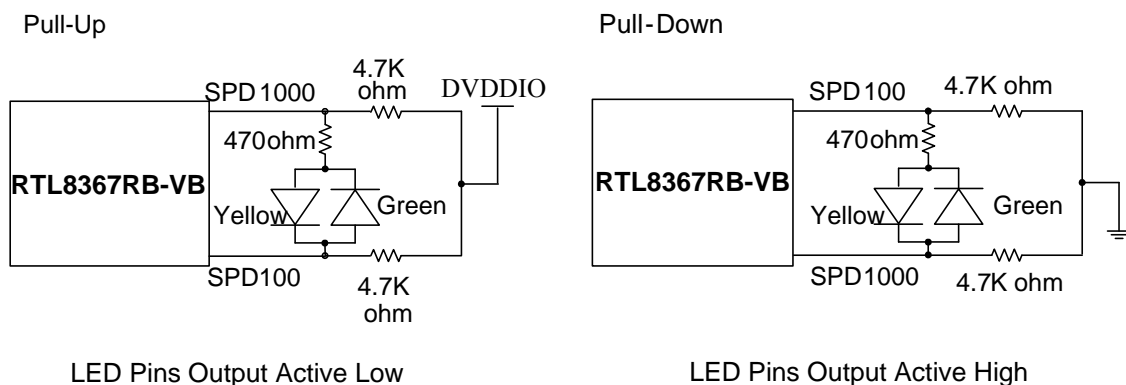 Pull-Up
4.7K
ohm
DVDDIO
SPD1000
470ohm
RTL8367RB-VB
Yellow
Green
SPD100
4.7K
ohm
LED Pins Output Active Low
Pull-Down
SPD100
4.7K ohm
470ohm
RTL8367RB-VB
Yellow
Green
SPD1000
4.7K ohm
LED Pins Output Active High